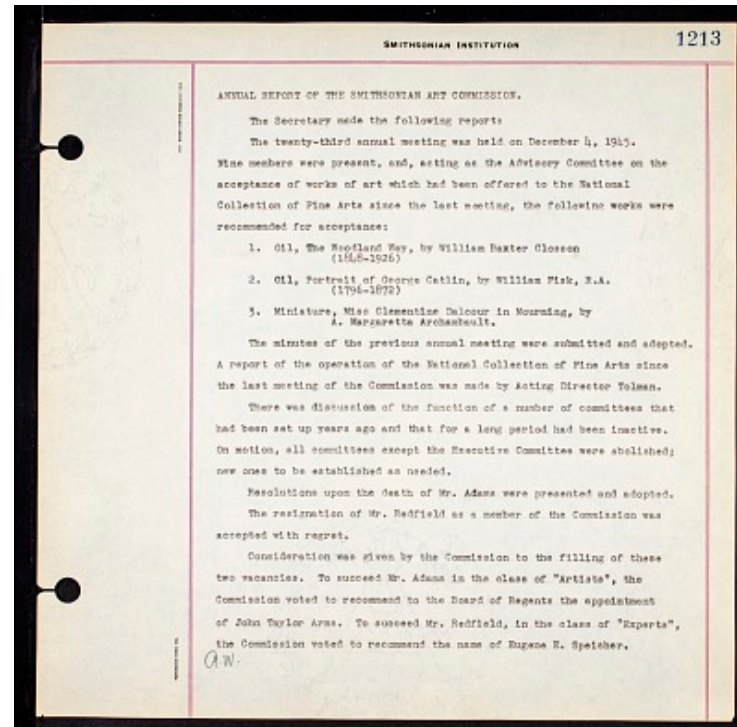 SMITHSONIAN INSTITUTION
1213
ANNUAL REPORT OF THE SMITHSONIAN ART COMMISSION.
The Secretary made the following report:
The twenty-third annual meeting was held on December 4, 1945.
Nine members were present, and, acting as the Advisory Committee on the
acceptance of works of art which had been offered to the National
Collection of Fine Arts since the last meeting, the following works were
recommended for acceptance:
1. Oil, The Woodland Way, by William Baxter Closson
(1848-1926)
2. Oil, Portrait of George Catlin, by William Fisk, R.A.
(1796-1872)
3. Miniature, Miss Clementine Delcour in Mourning, by
A. Margaretta Archambault.
The minutes of the previous annual meeting were submitted and adopted.
A report of the operation of the National Collection of Fine Arts since
the last meeting of the Commission was made by Acting Director Tolman.
There was discussion of the function of a number of committees that
had been set up years ago and that for a long period had been inactive.
On motion, all committees except the Executive Committee were abolished;
new ones to be established as needed.
Resolutions upon the death of Mr. Adams were presented and adopted.
The resignation of Mr. Redfield as a member of the Commission was
accepted with regret.
Consideration was given by the Commission to the filling of these
two vacancies. To succeed Mr. Adams in the class of "Artists", the
Commission voted to recommend to the Board of Regents the appointment
of John Taylor Arms. To succeed Mr. Redfield, in the class of "Experts",
the Commission voted to recommend the name of Eugene E. Speicher.
a.w.